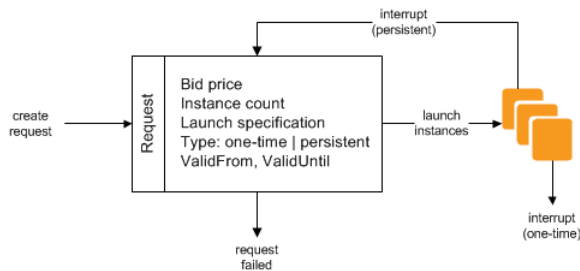 interrupt
(persistent)
create
request
Request
Bid price
Instance count
Launch specification
Type: one-time | persistent
ValidFrom, ValidUntil
launch
instances
request
failed
interrupt
(one-time)